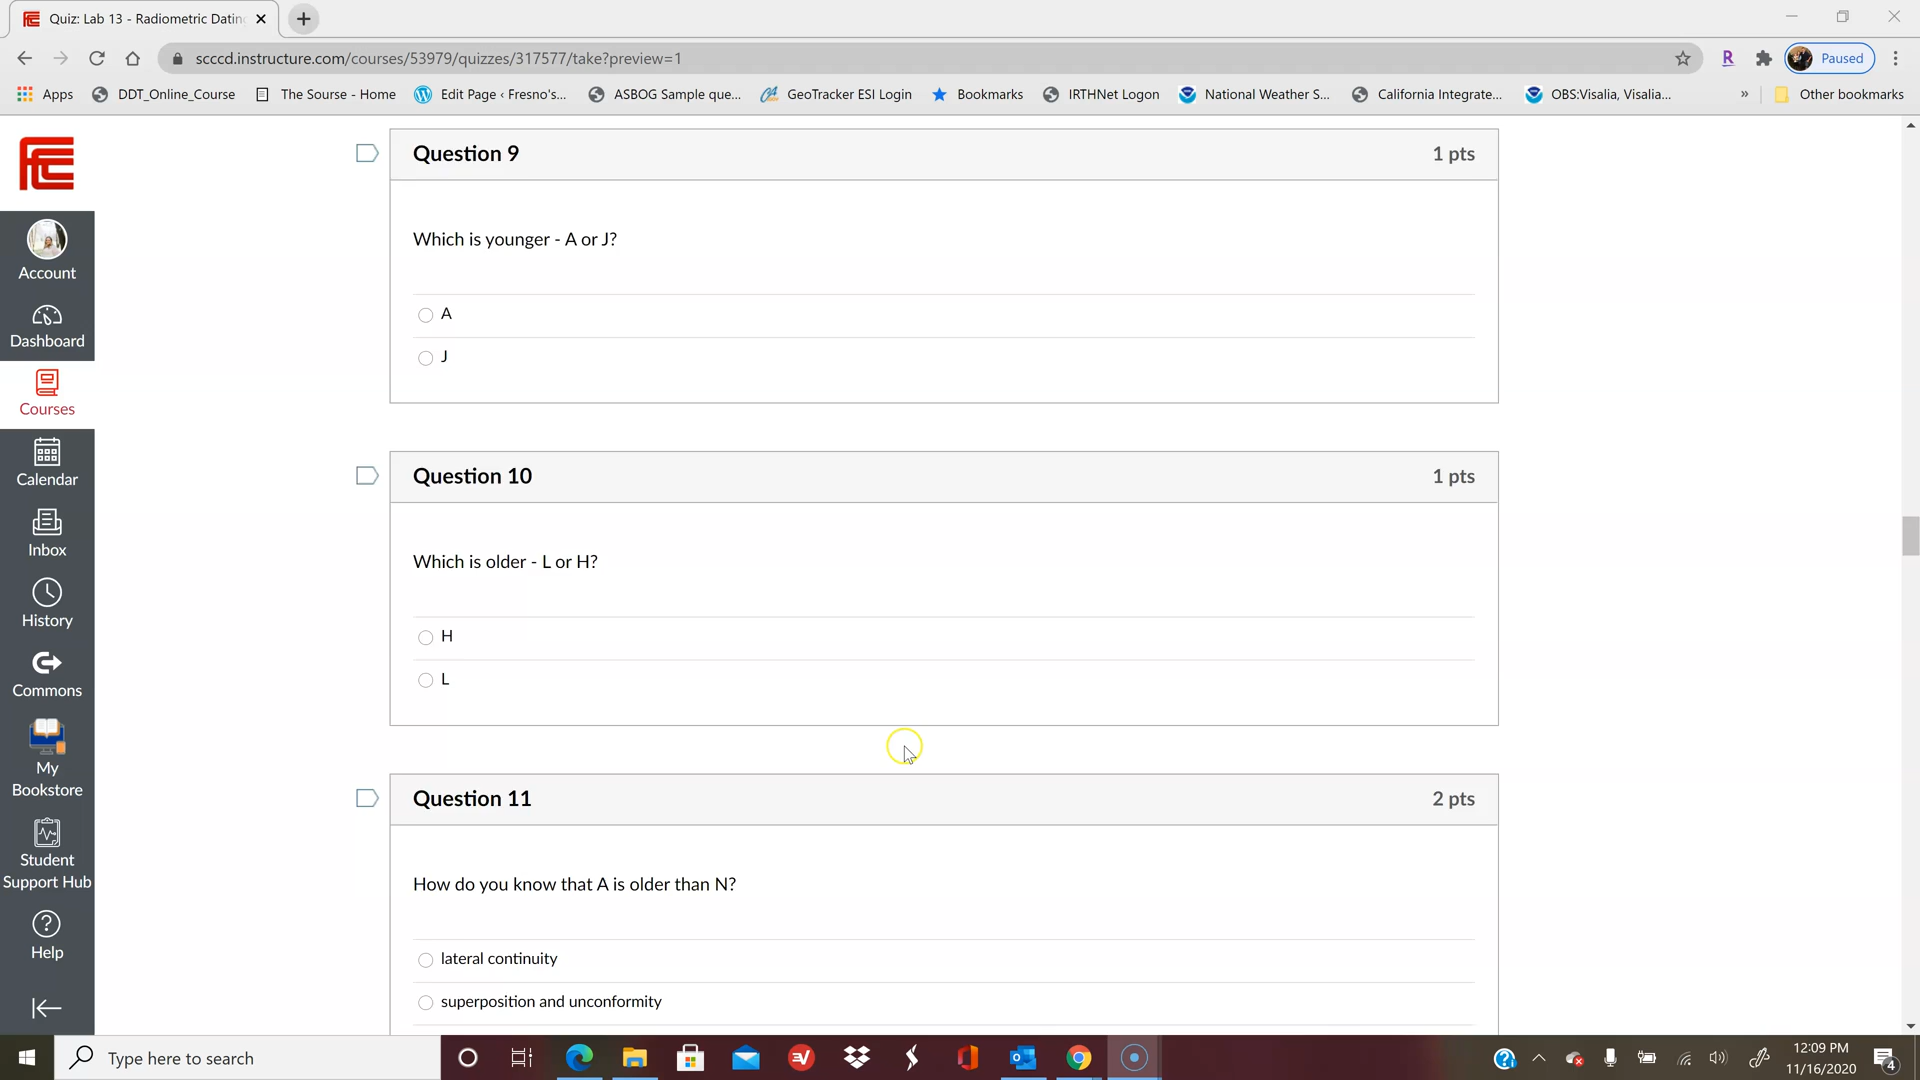 Quiz: Lab 13 - Radiometric Datin
scccd.instructure.com/courses/53979/quizzes/317577/take?preview=1
R
Paused
Apps
DDT_Online_Course
The Sourse - Home
Edit Page ‹ Fresno's...
ASBOG Sample que...
GeoTracker ESI Login
Bookmarks
IRTHNet Logon
National Weather S...
California Integrate...
OBS:Visalia, Visalia...
»
Other bookmarks
FCC
Account
Dashboard
Courses
Calendar
Inbox
History
Commons
My
Bookstore
Student
Support Hub
Help
Question 9
1 pts
Which is younger - A or J?
A
J
Question 10
1 pts
Which is older - L or H?
H
L
Question 11
2 pts
How do you know that A is older than N?
lateral continuity
superposition and unconformity
Type here to search
12:09 PM
11/16/2020
4